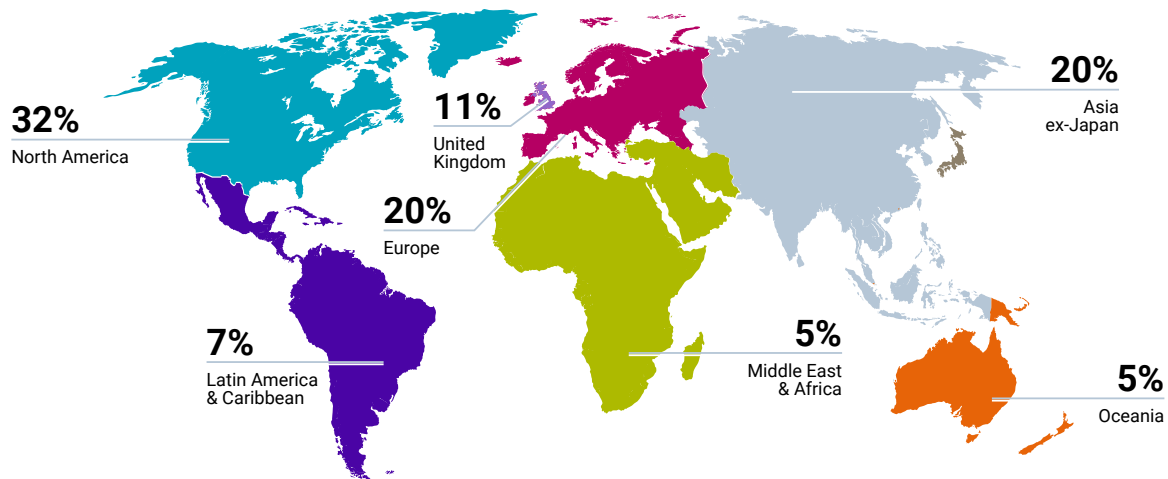 32%
North America
11%
United
Kingdom
20%
Europe
7%
Latin America
& Caribbean
20%
Asia
ex-Japan
5%
Middle East
& Africa
5%
Oceania